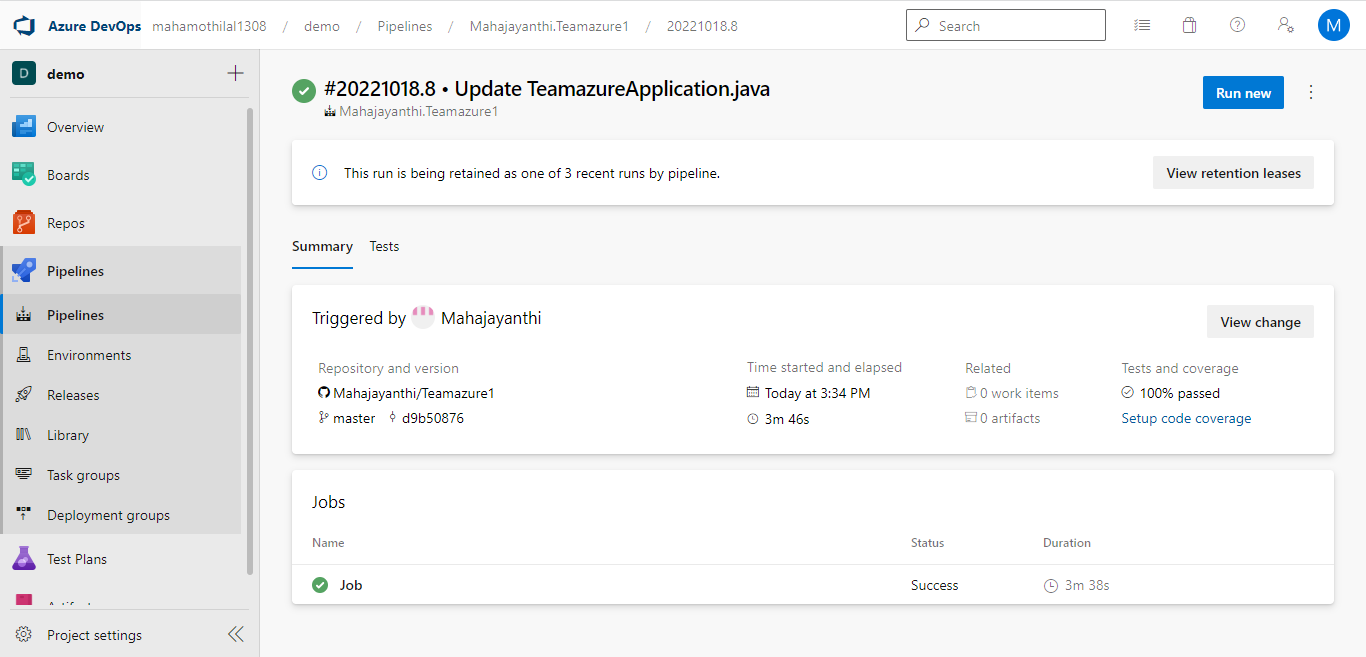 Azure DevOps mahamothilal1308 / demo / Pipelines / Mahajayanthi.Teamazure1 / 20221018.8
Search
M
D demo
Overview
Boards
Repos
Pipelines
Pipelines
Environments
Releases
Library
Task groups
Deployment groups
Test Plans
Project settings
#20221018.8 • Update TeamazureApplication.java
Mahajayanthi.Teamazure1
Run new
This run is being retained as one of 3 recent runs by pipeline.
View retention leases
Summary Tests
Triggered by Mahajayanthi
View change
Repository and version
Mahajayanthi/Teamazure1
master d9b50876
Time started and elapsed
Today at 3:34 PM
3m 46s
Related
0 work items
0 artifacts
Tests and coverage
100% passed
Setup code coverage
Jobs
Name Status Duration
Job Success 3m 38s